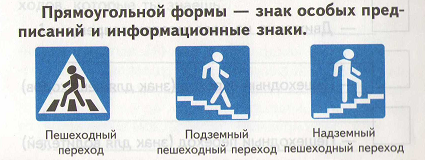 Прямоугольной формы — знак особых пред-
писаний и информационные знаки.
Пешеходный
переход
Подземный
пешеходный переход
Надземный
пешеходный переход